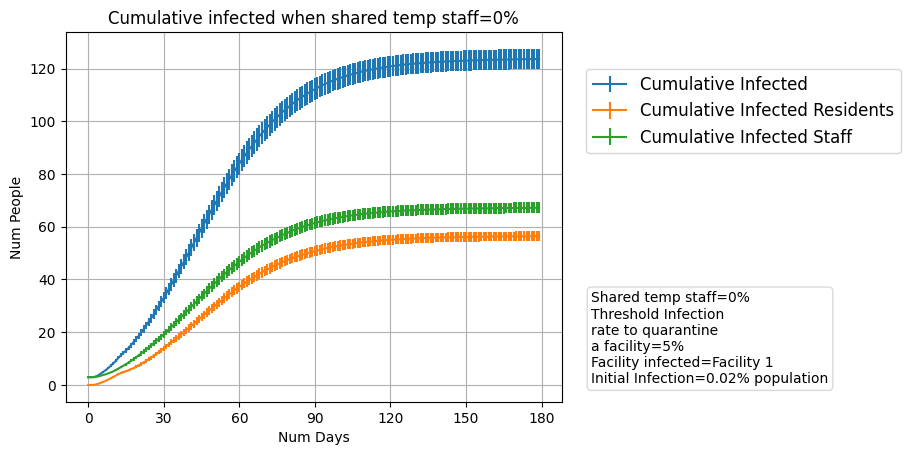 Cumulative infected when shared temp staff=0%
Num People
120
100
80
60
40
20
0
0 30 60 90 120 150 180
Num Days
Cumulative Infected
Cumulative Infected Residents
Cumulative Infected Staff
Shared temp staff=0%
Threshold Infection
rate to quarantine
a facility=5%
Facility infected=Facility 1
Initial Infection=0.02% population